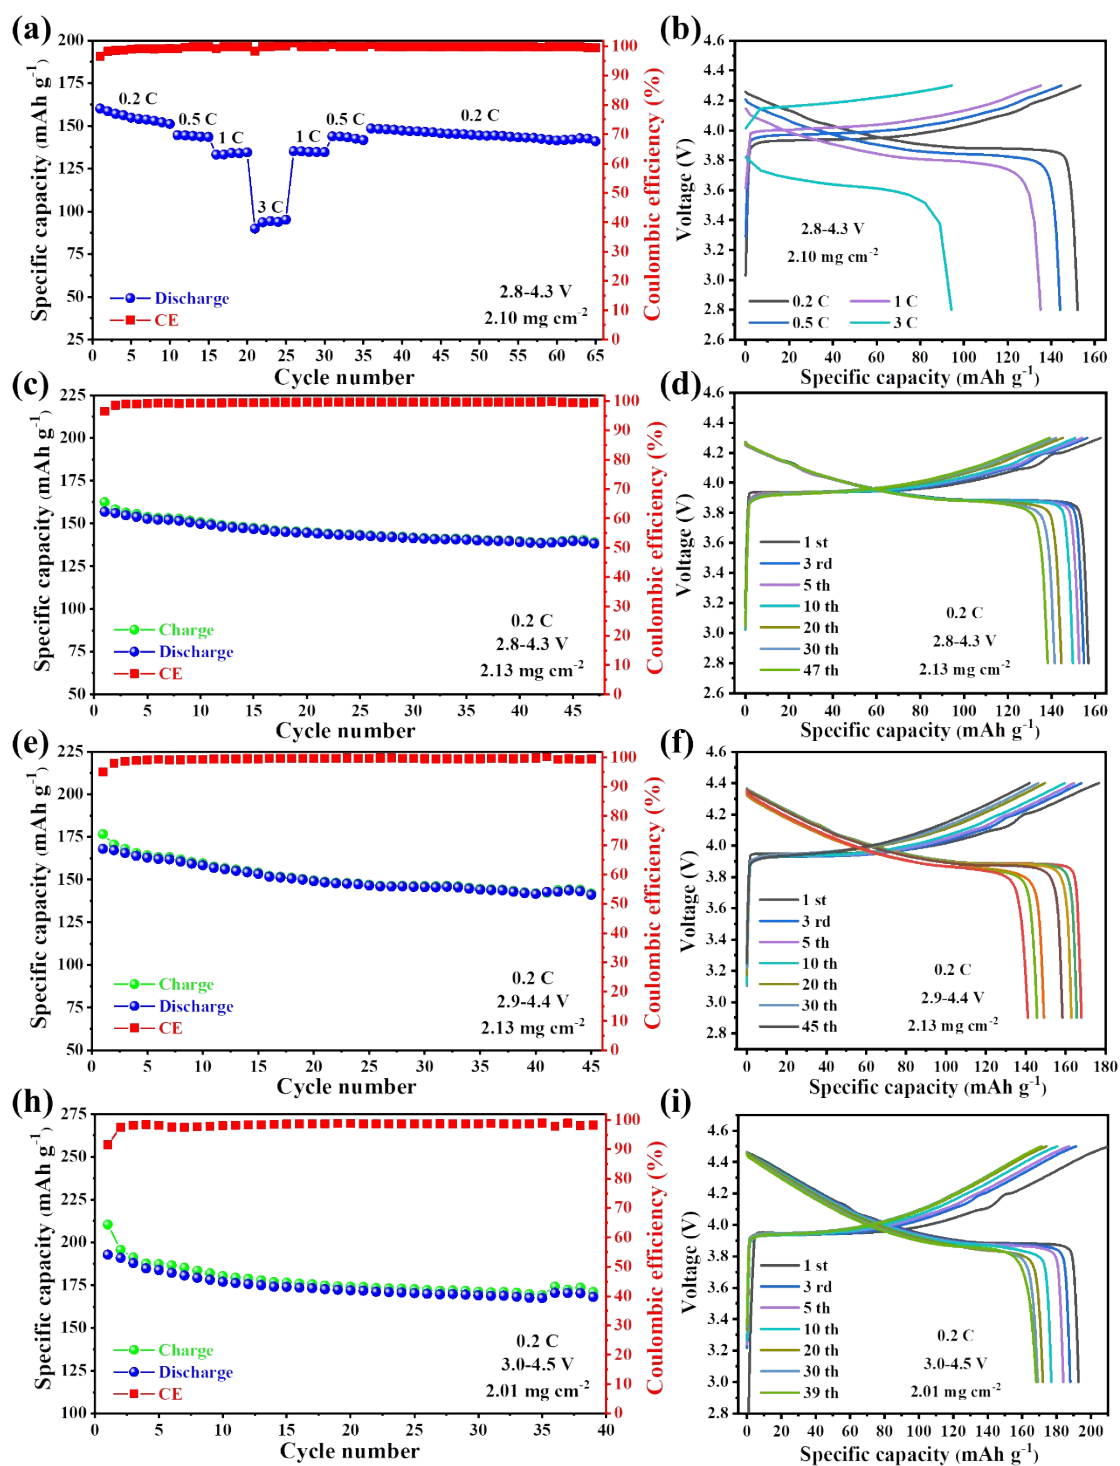 (a)
Specific capacity (mAh g-1)
200
175
150
125
100
75
50
25
0.2 C
0.5 C
1 C
3 C
1 C
0.5 C
0.2 C
Discharge
CE
2.8-4.3 V
2.10 mg cm-2
0 5 10 15 20 25 30 35 40 45 50 55 60 65
Cycle number
100
90
80
70
60
50
40
30
20
10
0
Coulombic efficiency (%)
(b)
Voltage (V)
4.6
4.4
4.2
4.0
3.8
3.6
3.4
3.2
3.0
2.8
2.6
2.8-4.3 V
2.10 mg cm-2
0.2 C
1 C
0.5 C
3 C
0 20 40 60 80 100 120 140 160
Specific capacity (mAh g-1)
(c)
Specific capacity (mAh g-1)
225
200
175
150
125
100
75
50
Charge
Discharge
CE
0.2 C
2.8-4.3 V
2.13 mg cm-2
0 5 10 15 20 25 30 35 40 45
Cycle number
100
90
80
70
60
50
40
30
20
10
0
Coulombic efficiency (%)
(d)
Voltage (V)
4.6
4.4
4.2
4.0
3.8
3.6
3.4
3.2
3.0
2.8
2.6
1 st
3 rd
5 th
10 th
20 th
30 th
47 th
0.2 C
2.8-4.3 V
2.13 mg cm-2
0 20 40 60 80 100 120 140 160
Specific capacity (mAh g-1)
(e)
Specific capacity (mAh g-1)
225
200
175
150
125
100
75
50
Charge
Discharge
CE
0.2 C
2.9-4.4 V
2.13 mg cm-2
0 5 10 15 20 25 30 35 40 45
Cycle number
100
90
80
70
60
50
40
30
20
10
0
Coulombic efficiency (%)
(f)
Voltage (V)
4.6
4.4
4.2
4.0
3.8
3.6
3.4
3.2
3.0
2.8
1 st
3 rd
5 th
10 th
20 th
30 th
45 th
0.2 C
2.9-4.4 V
2.13 mg cm-2
0 20 40 60 80 100 120 140 160 180
Specific capacity (mAh g-1)
(h)
Specific capacity (mAh g-1)
275
250
225
200
175
150
125
100
Charge
Discharge
CE
0.2 C
3.0-4.5 V
2.01 mg cm-2
0 5 10 15 20 25 30 35 40
Cycle number
100
90
80
70
60
50
40
30
20
10
0
Coulombic efficiency (%)
(i)
Voltage (V)
4.6
4.4
4.2
4.0
3.8
3.6
3.4
3.2
3.0
2.8
1 st
3 rd
5 th
10 th
20 th
30 th
39 th
0.2 C
3.0-4.5 V
2.01 mg cm-2
0 20 40 60 80 100 120 140 160 180 200
Specific capacity (mAh g-1)